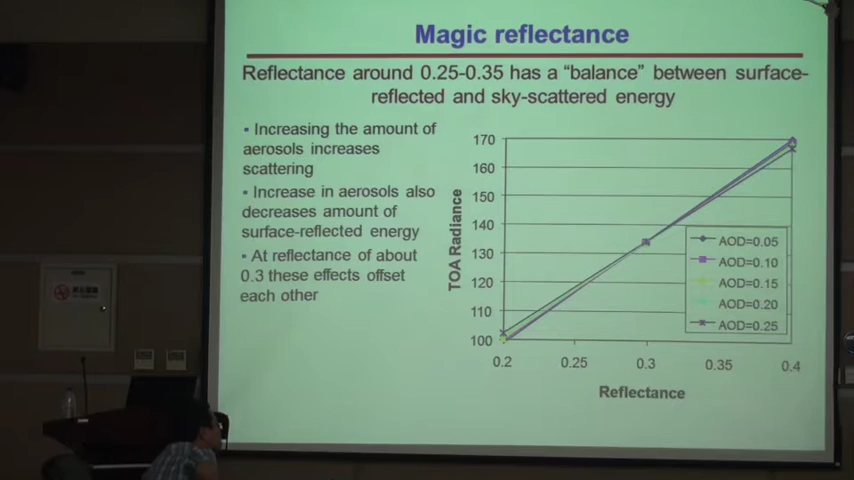 Magic reflectance
Reflectance around 0.25-0.35 has a “balance” between surface-
reflected and sky-scattered energy
▪ Increasing the amount of
aerosols increases
scattering
▪ Increase in aerosols also
decreases amount of
surface-reflected energy
▪ At reflectance of about
0.3 these effects offset
each other
170
160
150
140
130
120
110
100
TOA Radiance
0.2
0.25
0.3
0.35
0.4
Reflectance
AOD=0.05
AOD=0.10
AOD=0.15
AOD=0.20
AOD=0.25